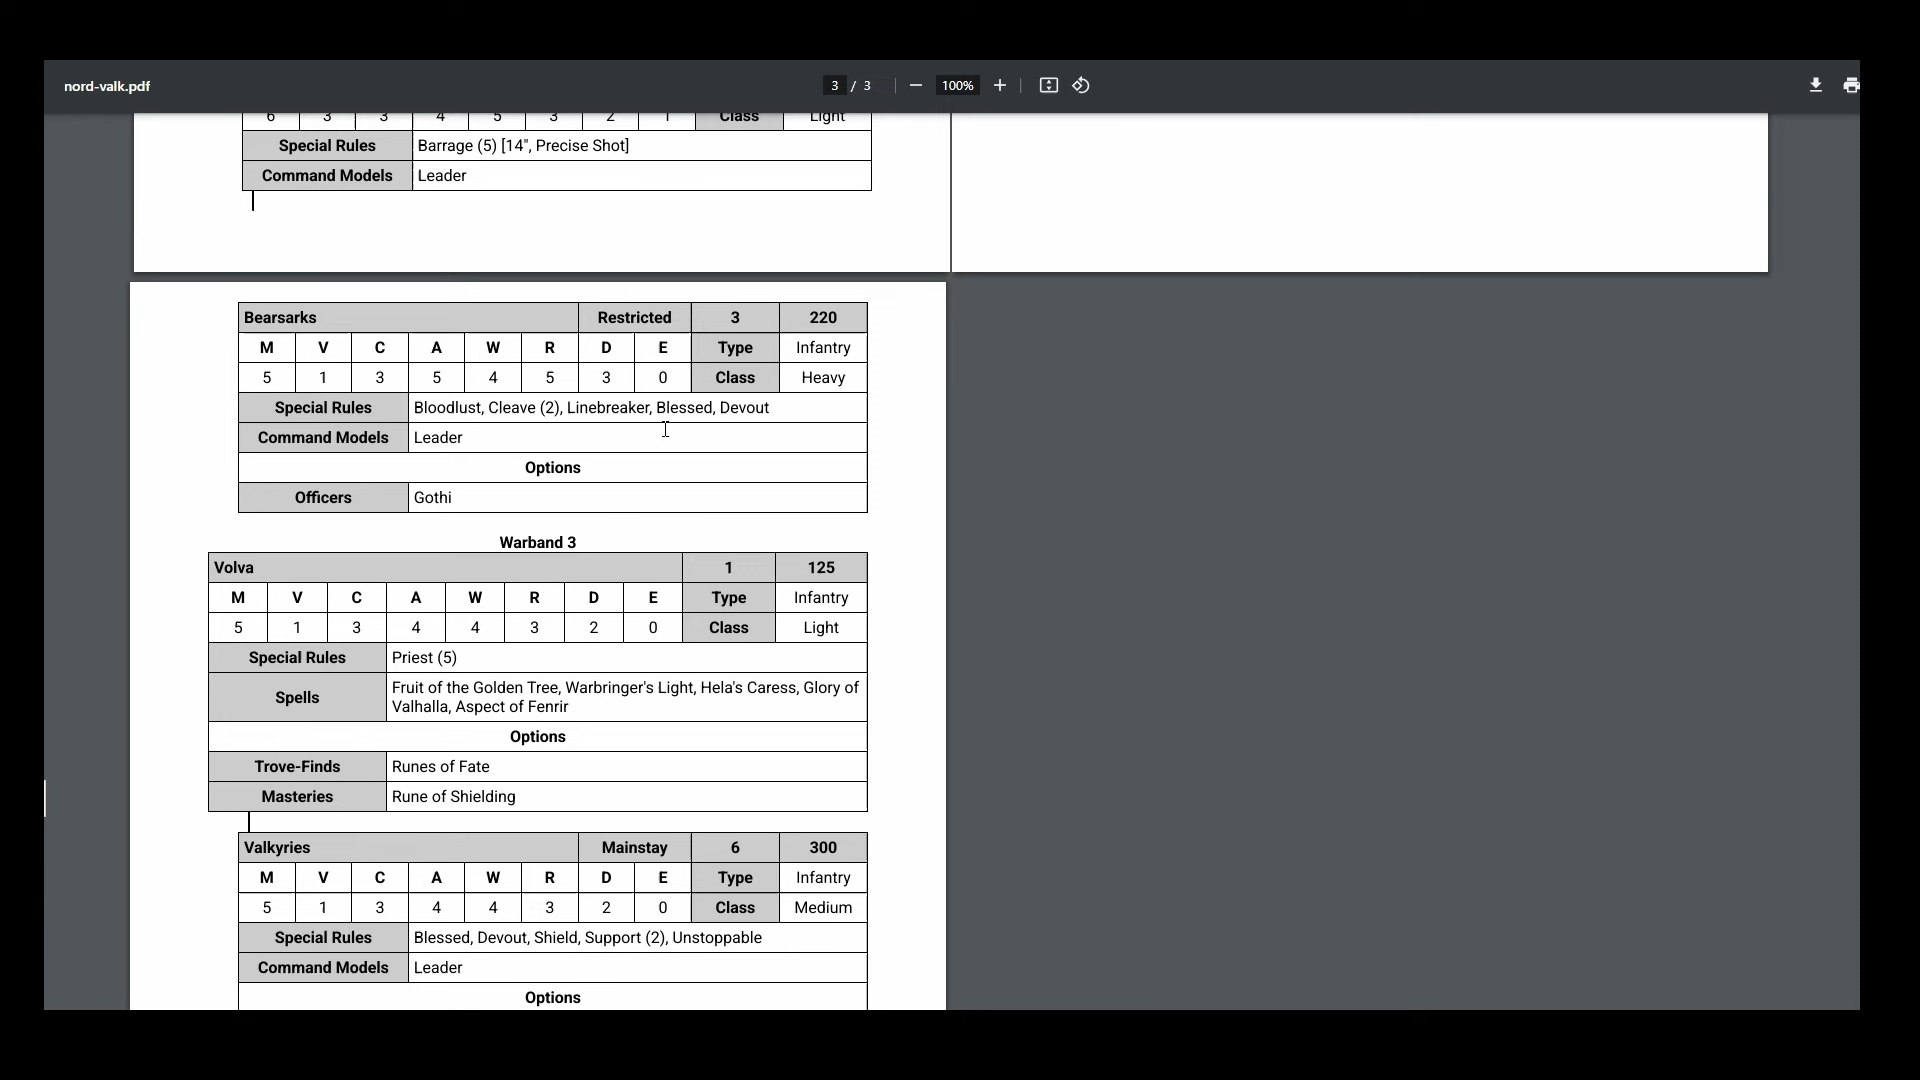 nord-valk.pdf
3 / 3
100%
6 3 3 4 5 3 2 1 Class Light
Special Rules Barrage (5) [14", Precise Shot]
Command Models Leader
Bearsarks Restricted 3 220
M V C A W R D E Type Infantry
5 1 3 5 4 5 3 0 Class Heavy
Special Rules Bloodlust, Cleave (2), Linebreaker, Blessed, Devout
Command Models Leader
Options
Officers Gothi
Warband 3
Volva 1 125
M V C A W R D E Type Infantry
5 1 3 4 4 3 2 0 Class Light
Special Rules Priest (5)
Spells Fruit of the Golden Tree, Warbringer's Light, Hela's Caress, Glory of
Valhalla, Aspect of Fenrir
Options
Trove-Finds Runes of Fate
Masteries Rune of Shielding
Valkyries Mainstay 6 300
M V C A W R D E Type Infantry
5 1 3 4 4 3 2 0 Class Medium
Special Rules Blessed, Devout, Shield, Support (2), Unstoppable
Command Models Leader
Options